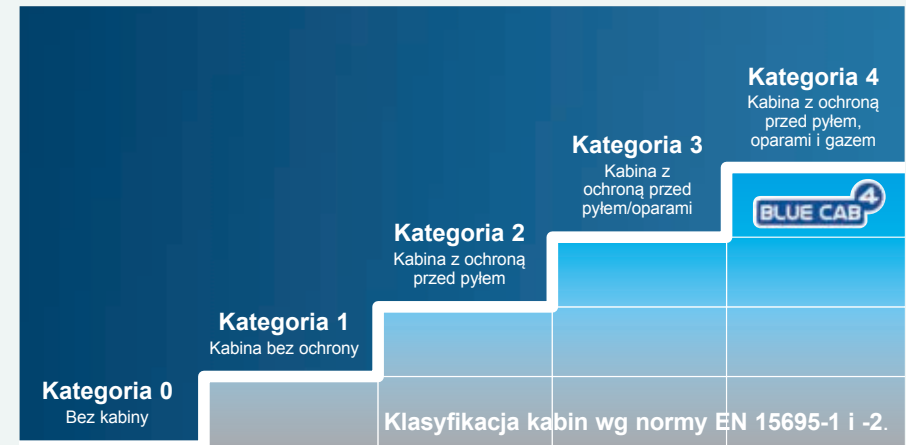 Kategoria 4
Kabina z ochroną
przed pyłem,
oparami i gazem
Kategoria 3
Kabina z
ochroną przed
pyłem/oparami
BLUE CAB 4
Kategoria 2
Kabina z ochroną
przed pyłem
Kategoria 1
Kabina bez ochrony
Kategoria 0
Bez kabiny
Klasyfikacja kabin wg normy EN 15695-1 i -2.